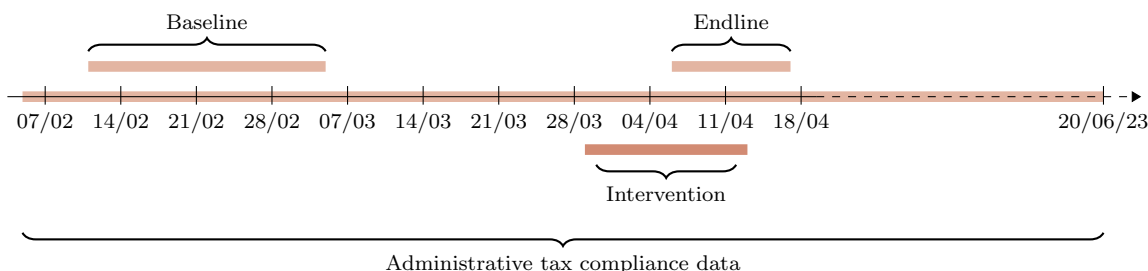 Baseline Endline
07/02 14/02 21/02 28/02 07/03 14/03 21/03 28/03 04/04 11/04 18/04 20/06/23
Intervention
Administrative tax compliance data